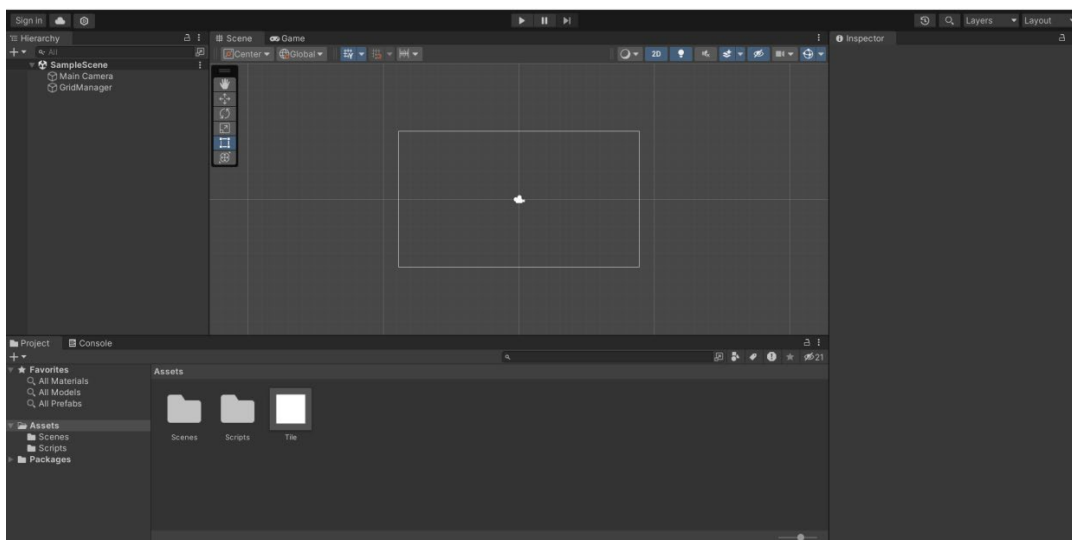 Sign in
Layers
Layout
Hierarchy
Scene
Game
Inspector
All
Center
Global
2D
SampleScene
Main Camera
GridManager
Project
Console
21
Favorites
All Materials
All Models
All Prefabs
Assets
Scenes
Scripts
Packages
Assets
Scenes
Scripts
Tile